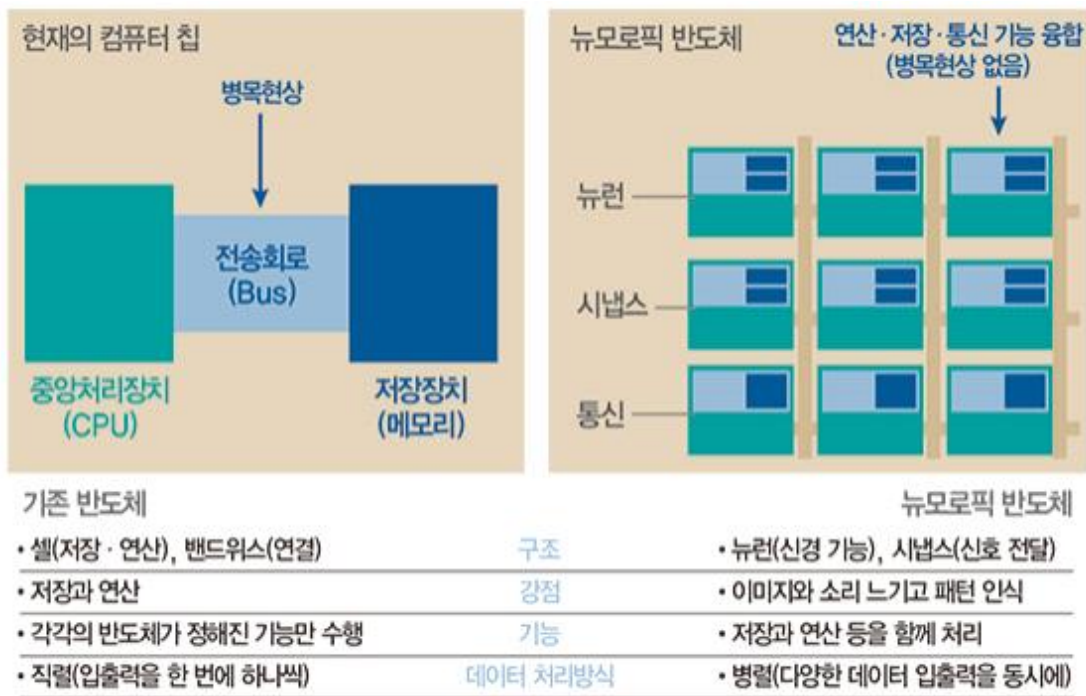 현재의 컴퓨터 칩
병목현상
전송회로
(Bus)
중앙처리장치
(CPU)
저장장치
(메모리)
뉴모로픽 반도체
연산·저장·통신 기능 융합
(병목현상 없음)
뉴런
시냅스
통신
기존 반도체
뉴모로픽 반도체
• 셀(저장·연산), 밴드위스(연결) 구조 • 뉴런(신경 기능), 시냅스(신호 전달)
• 저장과 연산 강점 • 이미지와 소리 느끼고 패턴 인식
• 각각의 반도체가 정해진 기능만 수행 기능 • 저장과 연산 등을 함께 처리
• 직렬(입출력을 한 번에 하나씩) 데이터 처리방식 • 병렬(다양한 데이터 입출력을 동시에)